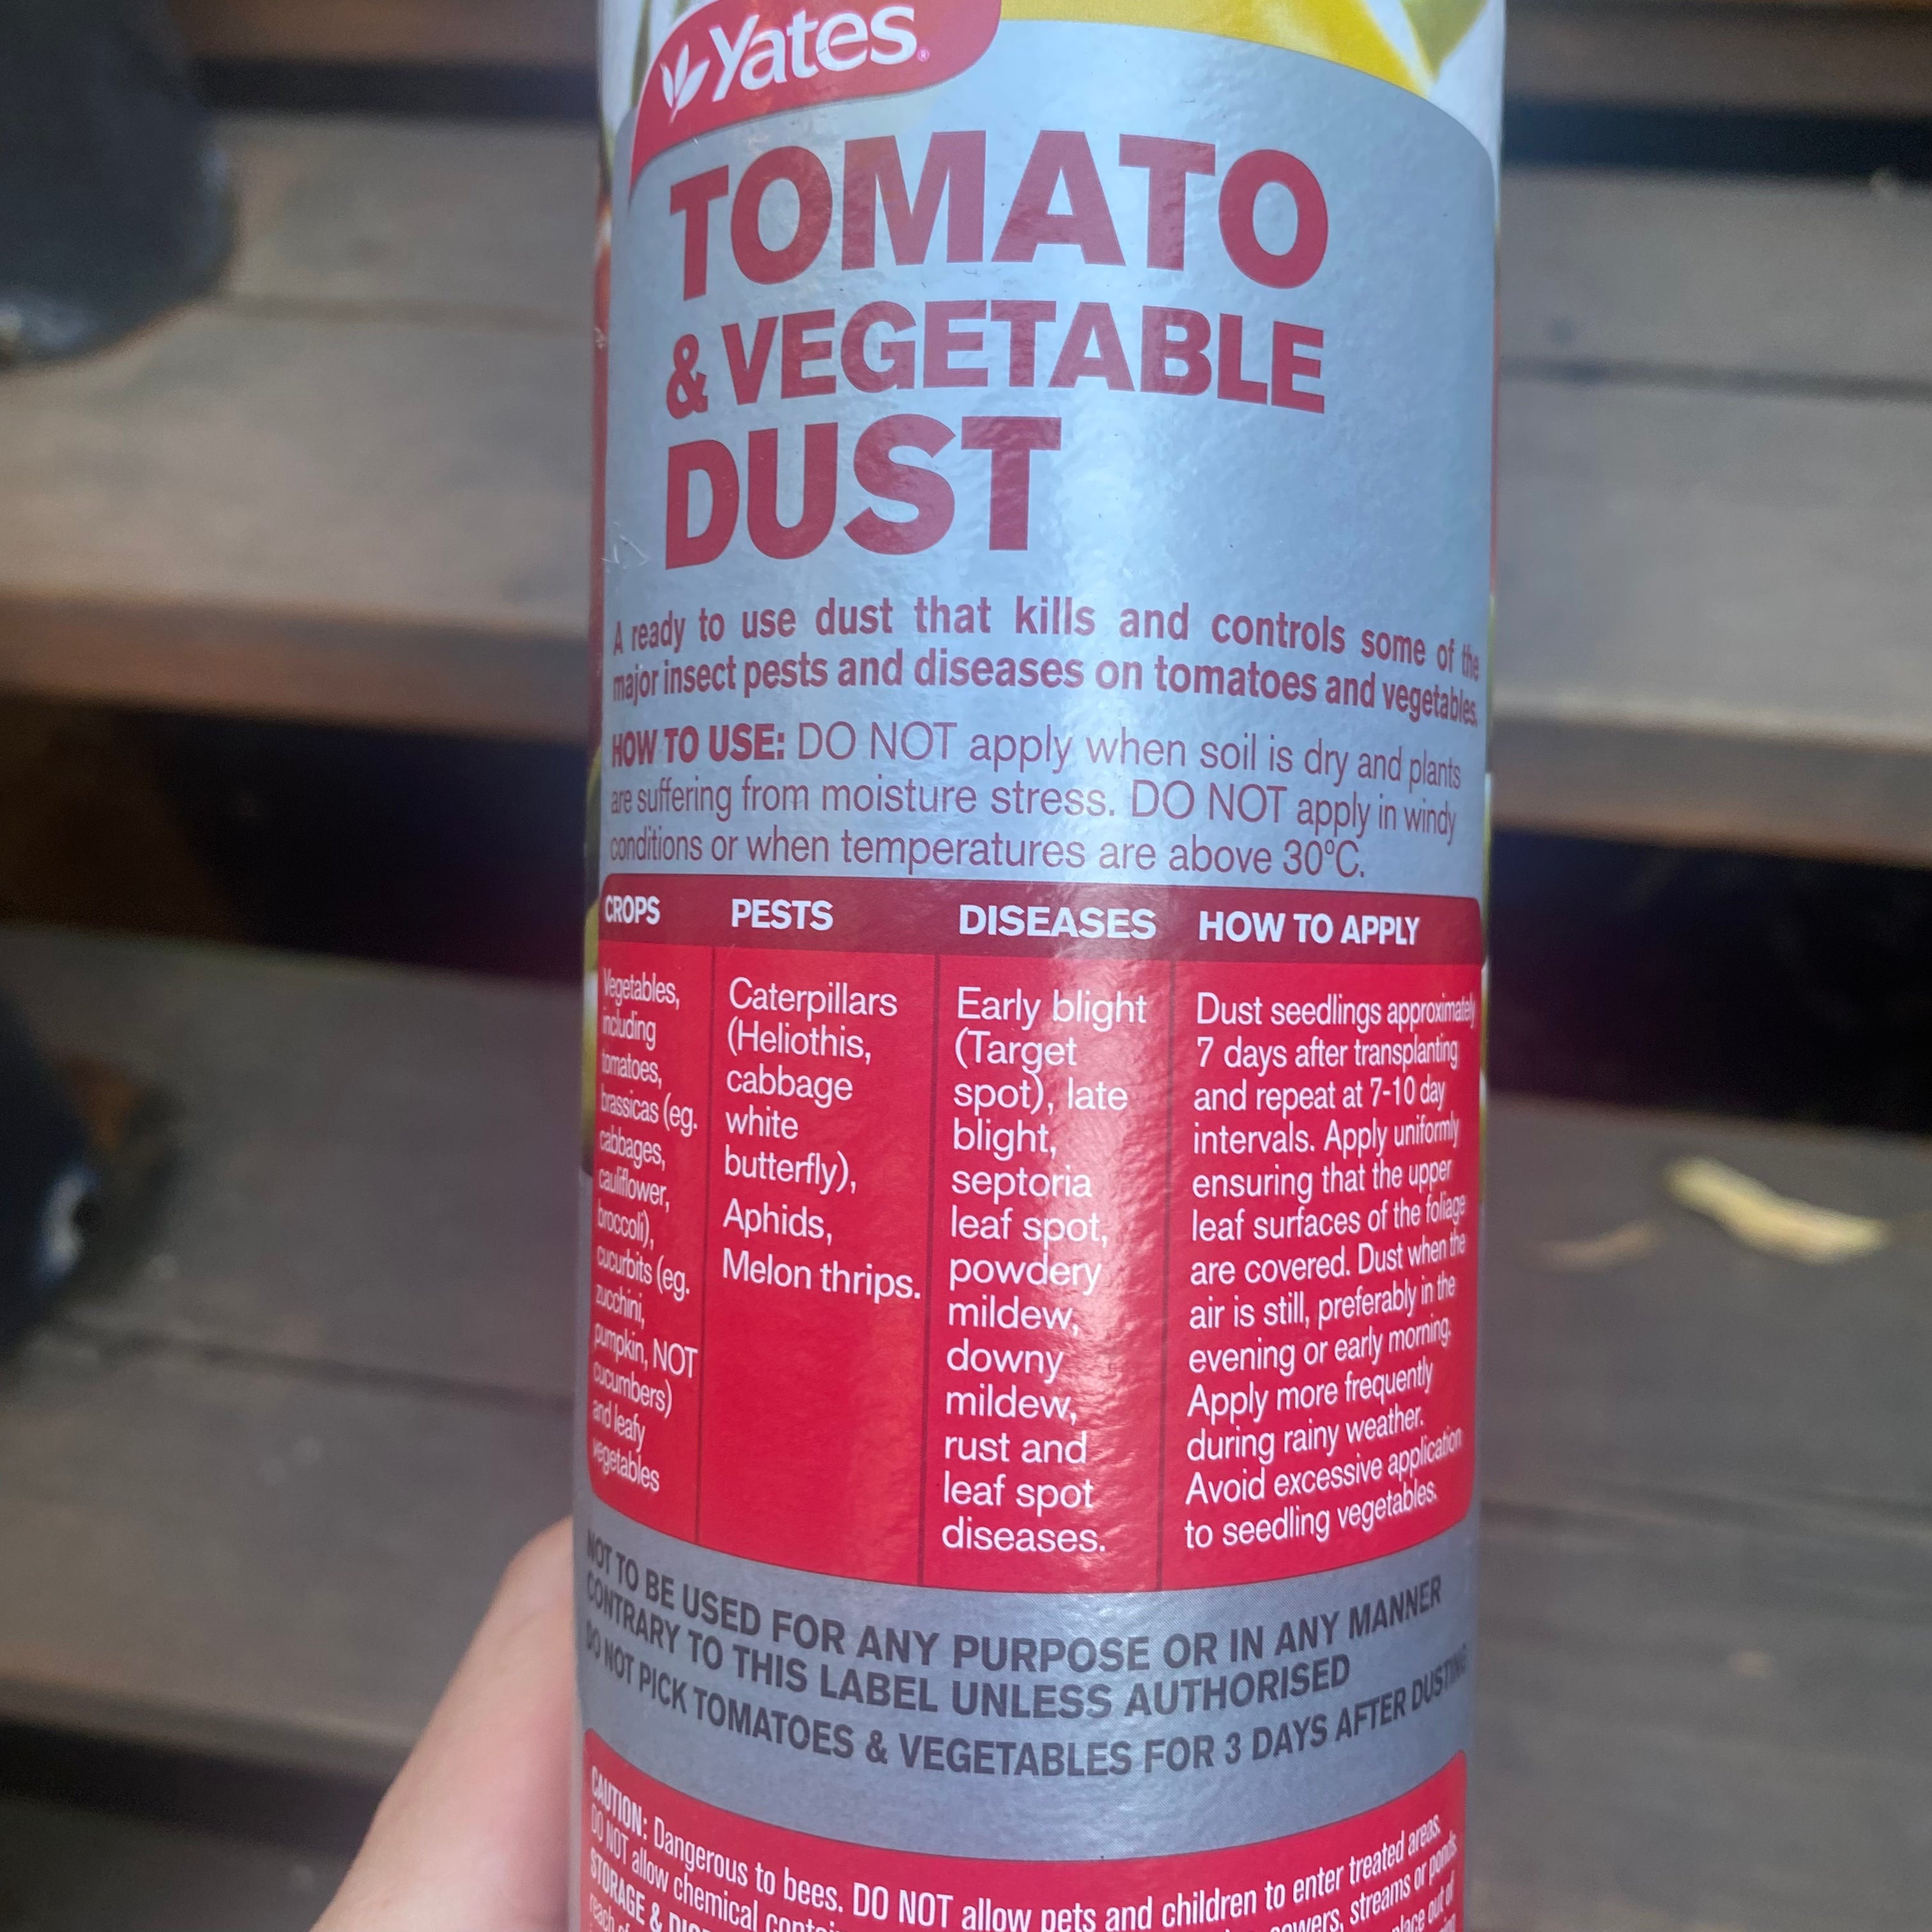 Yates®
TOMATO
& VEGETABLE
DUST
A ready to use dust that kills and controls some of the
major insect pests and diseases on tomatoes and vegetables.
HOW TO USE: DO NOT apply when soil is dry and plants
are suffering from moisture stress. DO NOT apply in windy
conditions or when temperatures are above 30°C.
CROPS
Vegetables,
including
tomatoes,
brassicas (eg.
cabbages,
cauliflower,
broccoli),
cucurbits (eg.
zucchini,
pumpkin, NOT
cucumbers)
and leafy
vegetables
PESTS
Caterpillars
(Heliothis,
cabbage
white
butterfly),
Aphids,
Melon thrips.
DISEASES
Early blight
(Target
spot), late
blight,
septoria
leaf spot,
powdery
mildew,
downy
mildew,
rust and
leaf spot
diseases.
HOW TO APPLY
Dust seedlings approximately
7 days after transplanting
and repeat at 7-10 day
intervals. Apply uniformly
ensuring that the upper
leaf surfaces of the foliage
are covered. Dust when the
air is still, preferably in the
evening or early morning.
Apply more frequently
during rainy weather.
Avoid excessive application
to seedling vegetables.
NOT TO BE USED FOR ANY PURPOSE OR IN ANY MANNER
CONTRARY TO THIS LABEL UNLESS AUTHORISED
DO NOT PICK TOMATOES & VEGETABLES FOR 3 DAYS AFTER DUSTING
CAUTION: Dangerous to bees. DO NOT allow pets and children to enter treated areas.
DO NOT allow chemical streams or ponds
STORAGE & place out of
reach